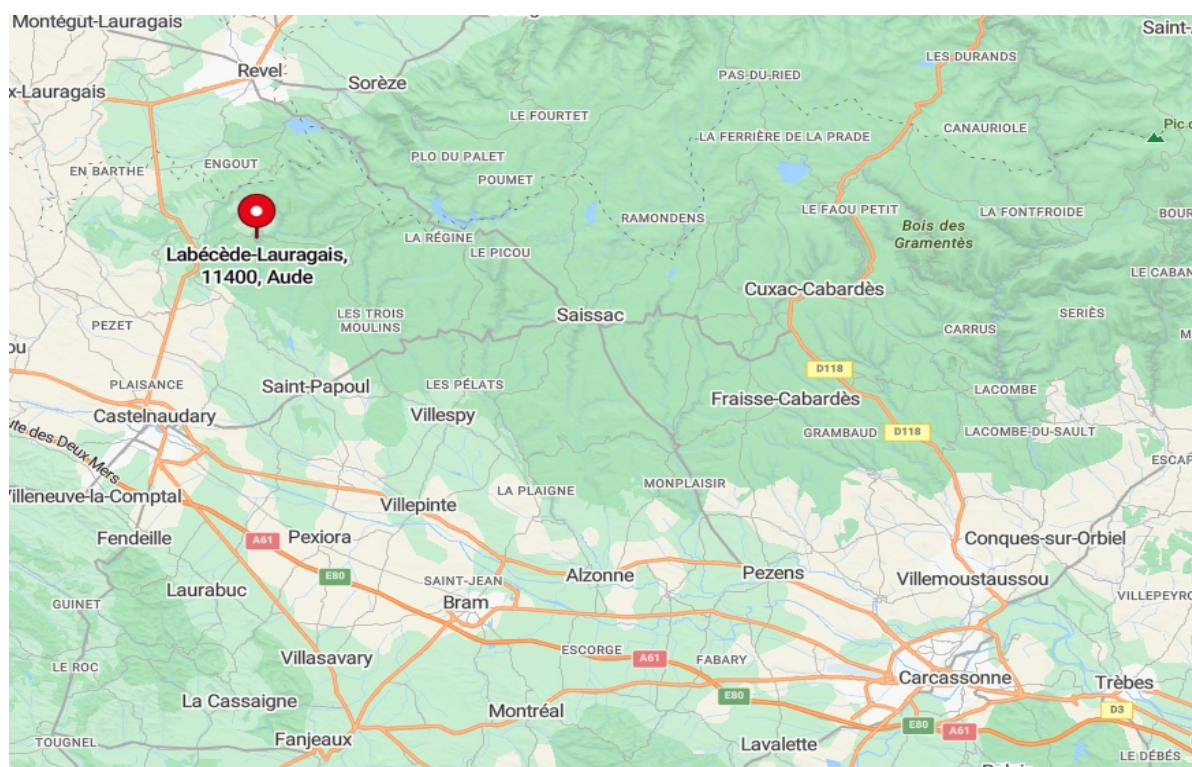 Montégut-Lauragais
Saint-
LES DURANDS
Revel
PAS-DU-RIED
Sorèze
x-Lauragais
LE FOURTET
Pic
CANAURIOLE
LA FERRIÈRE DE LA PRADE
PLO DU PALET
ENGOUT
EN BARTHE
POUMET
LE FAOU PETIT
LA FONTFROIDE
BOUR
RAMONDENS
Bois des
Gramentès
LA RÉGINE
LE PICOU
Labécède-Lauragais,
11400, Aude
LE CABAN
Cuxac-Cabardès
LES TROIS
MOULINS
Saissac
SERIÈS
PEZET
CARRUS
M
ou
D118
PLAISANCE
Saint-Papoul
LES PÉLATS
LACOMBE
Fraisse-Cabardès
Castelnaudary
Villespy
GRAMBAUD
D118
LACOMBE-DU-SAULT
ute des Deux Mers
ESCAP
MONPLAISIR
LA PLAIGNE
Villeneuve-la-Comptal
Villepinte
Fendeille
A61
Pexiora
Conques-sur-Orbiel
E80
SAINT-JEAN
Alzonne
Pezens
Villemoustaussou
Laurabuc
VILLEPEYRO
GUINET
Bram
ESCORGE
A61
FABARY
Villasavary
LE ROC
Carcassonne
Trèbes
E80
La Cassaigne
Montréal
D3
E80
A61
TOUGNEL
Fanjeaux
Lavalette
LE DÉBÉS